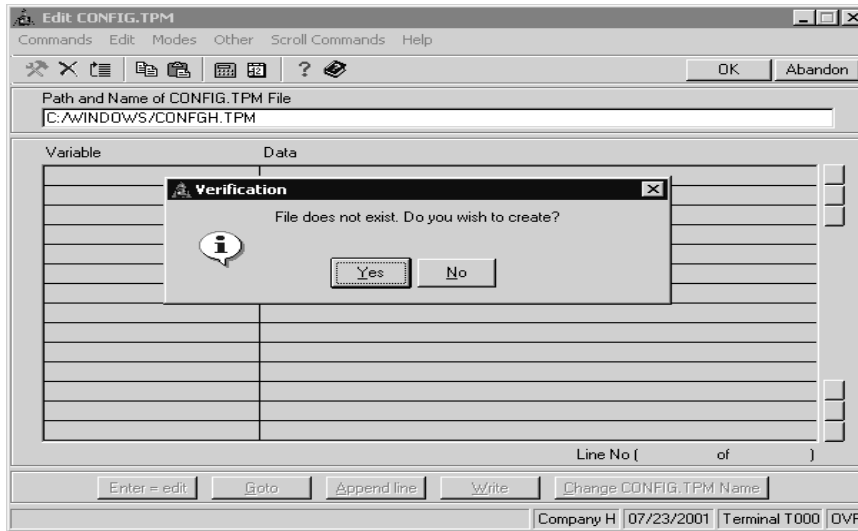 Edit CONFIG.TPM
Commands Edit Modes Other Scroll Commands Help
OK Abandon
Path and Name of CONFIG.TPM File
C:/WINDOWS/CONFGH.TPM
Variable Data
Verification
File does not exist. Do you wish to create?
Yes No
Line No ( of )
Enter = edit Goto Append line Write Change CONFIG.TPM Name
Company H 07/23/2001 Terminal T000 OVR